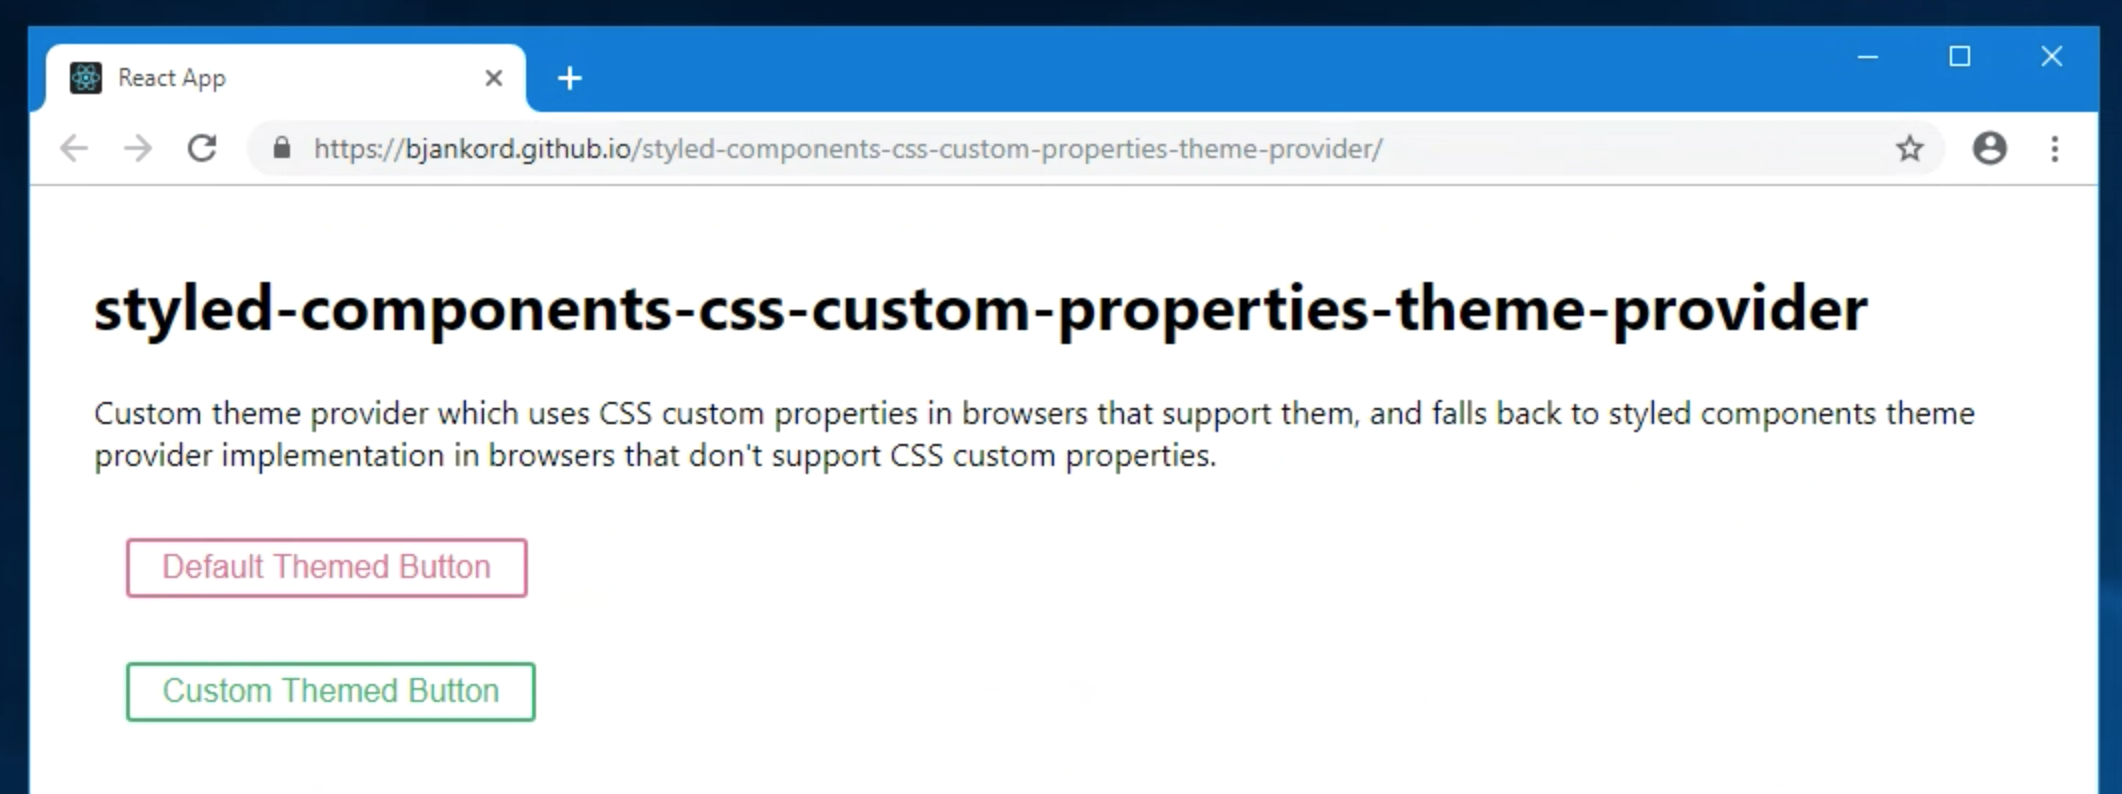 React App
https://bjankord.github.io/styled-components-css-custom-properties-theme-provider/
styled-components-css-custom-properties-theme-provider
Custom theme provider which uses CSS custom properties in browsers that support them, and falls back to styled components theme
provider implementation in browsers that don't support CSS custom properties.
Default Themed Button
Custom Themed Button